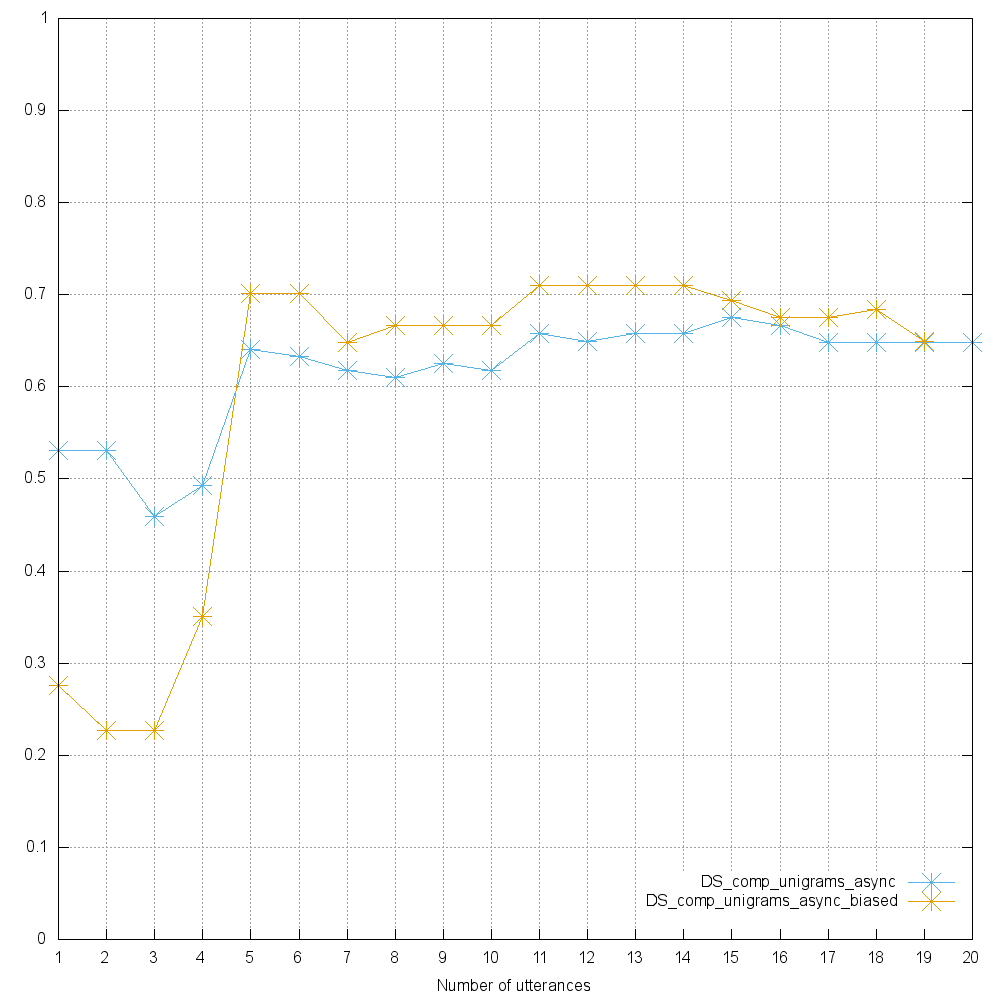 1
0.9
0.8
0.7
0.6
0.5
0.4
0.3
0.2
0.1
0
DS_comp_unigrams_async
DS_comp_unigrams_async_biased
1 2 3 4 5 6 7 8 9 10 11 12 13 14 15 16 17 18 19 20
Number of utterances